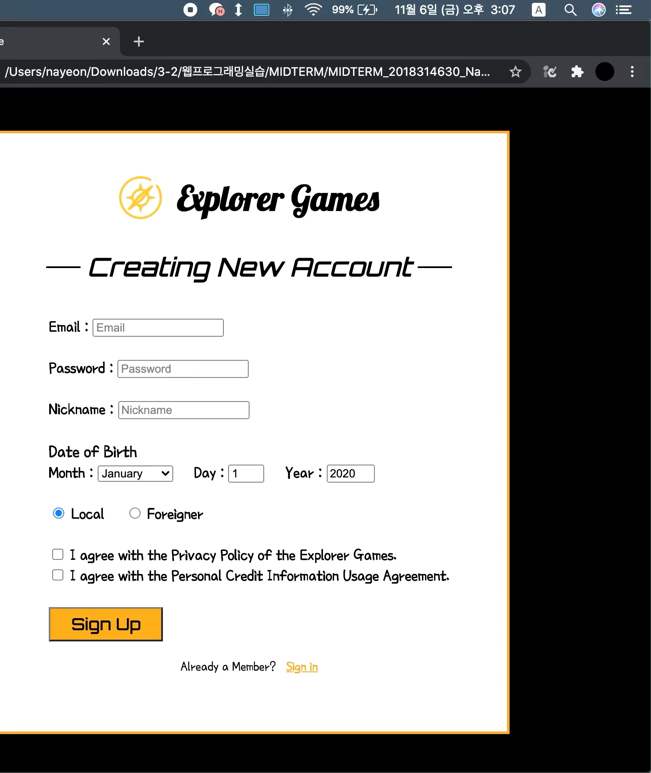 99% 11월 6일 (금) 오후 3:07 A
e
/Users/nayeon/Downloads/3-2/웹프로그래밍실습/MIDTERM/MIDTERM_2018314630_Na...
Explorer Games
Creating New Account
Email : Email
Password : Password
Nickname : Nickname
Date of Birth
Month : January Day : 1 Year : 2020
Local Foreigner
I agree with the Privacy Policy of the Explorer Games.
I agree with the Personal Credit Information Usage Agreement.
Sign Up
Already a Member? Sign In